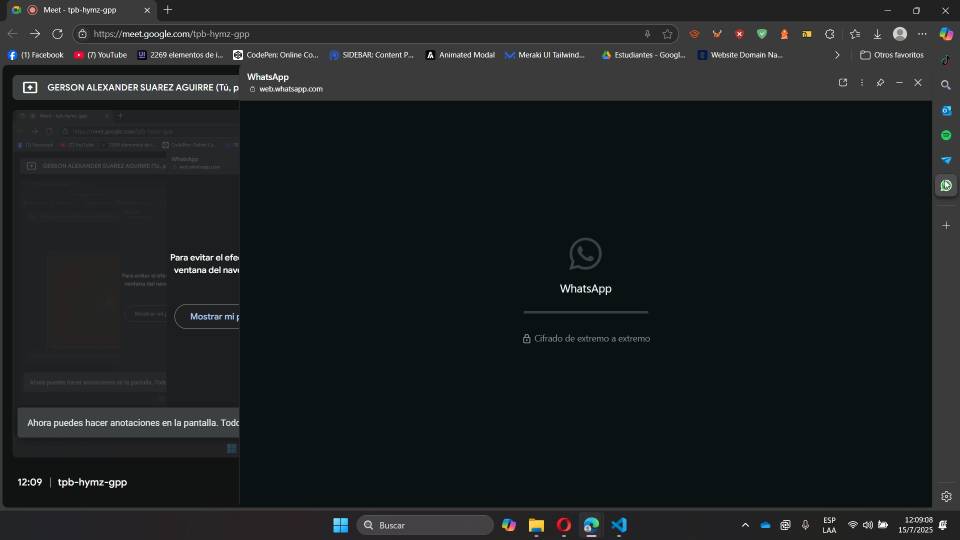 Meet - tpb-hymz-gpp
https://meet.google.com/tpb-hymz-gpp
(1) Facebook
(7) YouTube
2269 elementos de i...
CodePen: Online Co...
SIDEBAR: Content P...
Animated Modal
Meraki UI Tailwind...
Estudiantes - Googl...
Website Domain Na...
Otros favoritos
GERSON ALEXANDER SUAREZ AGUIRRE (Tú, p
WhatsApp
web.whatsapp.com
Para evitar el efe
ventana del nave
Mostrar mi p
WhatsApp
Cifrado de extremo a extremo
Ahora puedes hacer anotaciones en la pantalla. Todo
12:09 | tpb-hymz-gpp
Buscar
ESP
LAA
12:09:08
15/7/2025